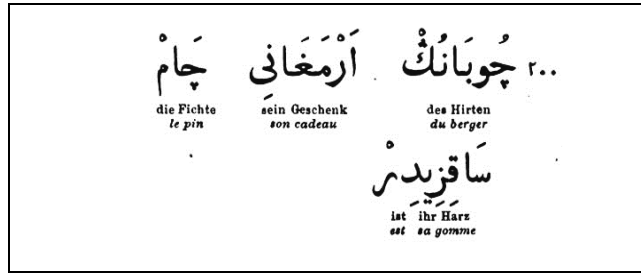 ٢٠٠ چُوبَانُڭْ اَرْمَغَانِى چَامْ
die Fichte sein Geschenk des Hirten
le pin son cadeau du berger
سَاقِزِيدِرْ
ist ihr Harz
est sa gomme